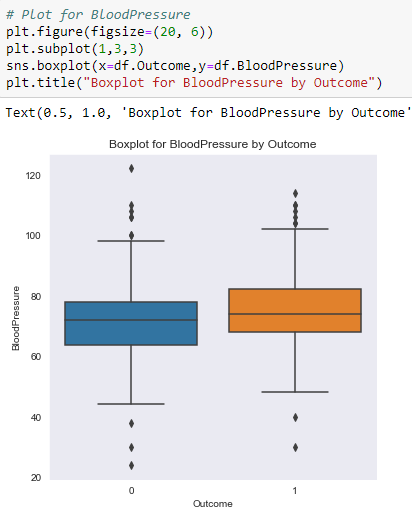 # Plot for BloodPressure
plt.figure(figsize=(20, 6))
plt.subplot(1,3,3)
sns.boxplot(x=df.Outcome,y=df.BloodPressure)
plt.title("Boxplot for BloodPressure by Outcome")
Text(0.5, 1.0, 'Boxplot for BloodPressure by Outcome'
Boxplot for BloodPressure by Outcome
120
100
80
60
40
20
BloodPressure
0 1
Outcome